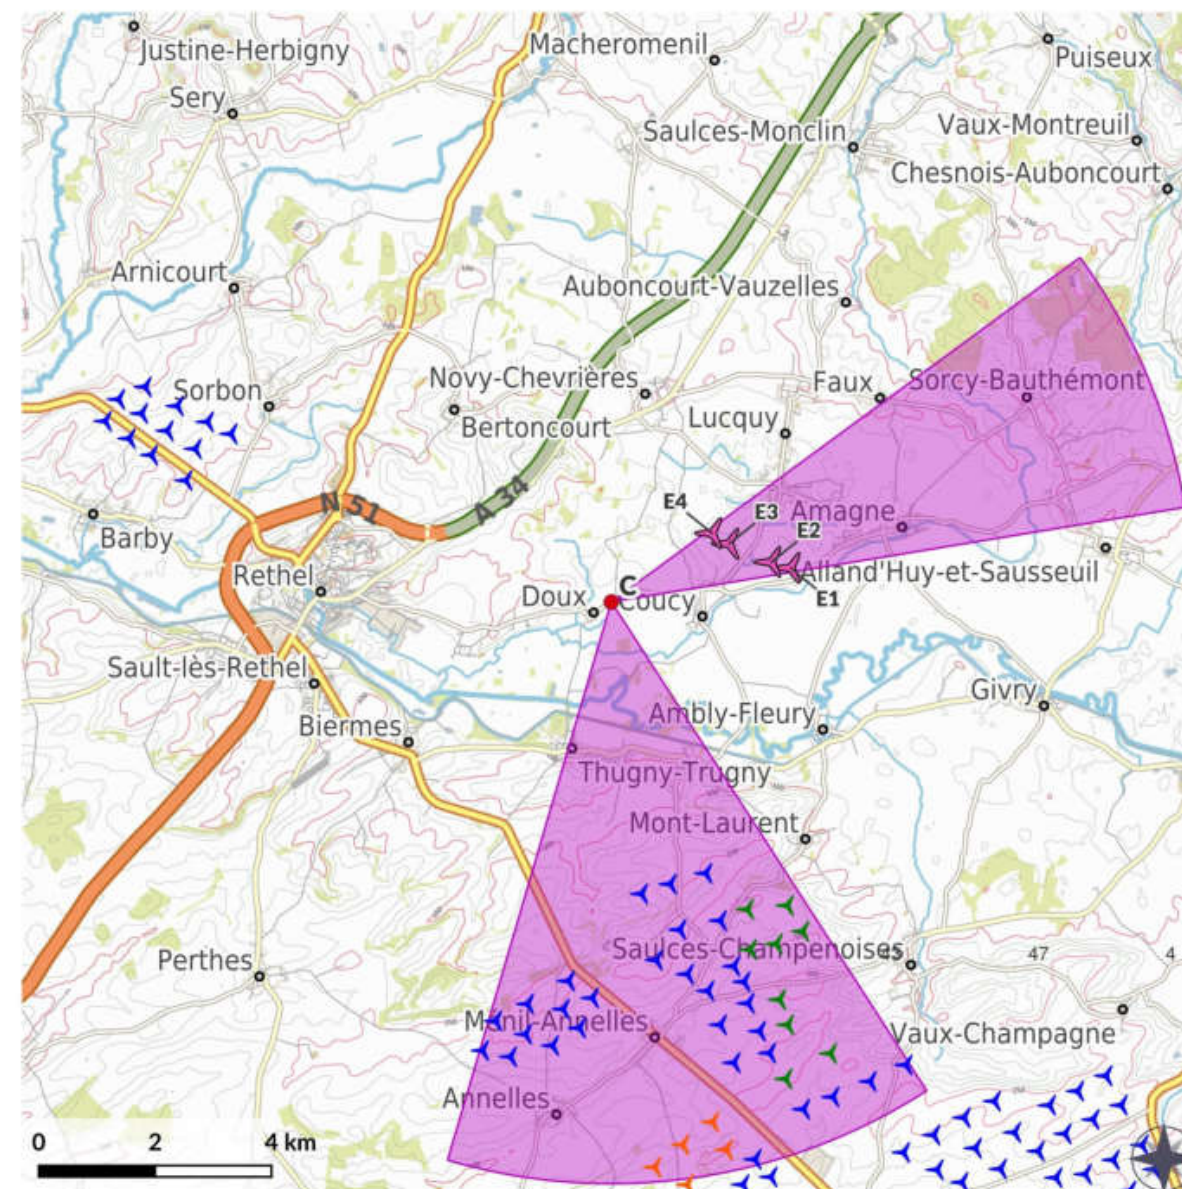 Justine-Herbigny
Macheromenil
Puiseux
Sery
Saulces-Monclin
Vaux-Montreuil
Chesnois-Auboncourt
Arnicourt
Auboncourt-Vauzelles
Sorbon
Novy-Chevrières
Faux
Sorcy-Bauthémont
Bertoncourt
Lucquy
N 51
A 34
E4
E3
Amagne
E2
Barby
Rethel
Alland'Huy-et-Sausseuil
E1
Doux
C
Coucy
Sault-lès-Rethel
Givry
Biermes
Ambly-Fleury
Thugny-Trugny
Mont-Laurent
Saulces-Champenoises
47
4
Perthes
Ménil-Annelles
Vaux-Champagne
Annelles
0 2 4 km